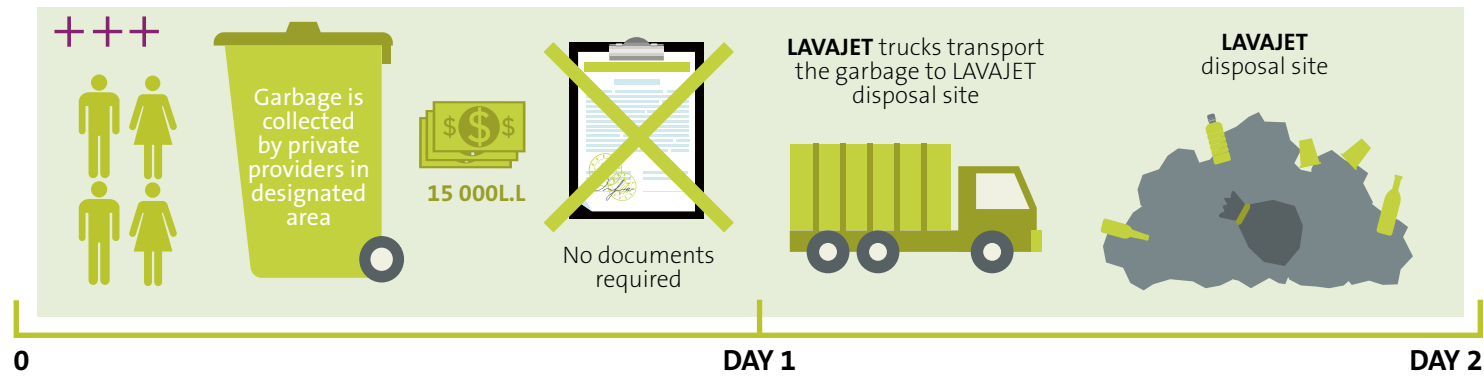 Garbage is
collected
by private
providers in
designated
area
15 000L.L
No documents
required
LAVAJET trucks transport
the garbage to LAVAJET
disposal site
LAVAJET
disposal site
0
DAY 1
DAY 2